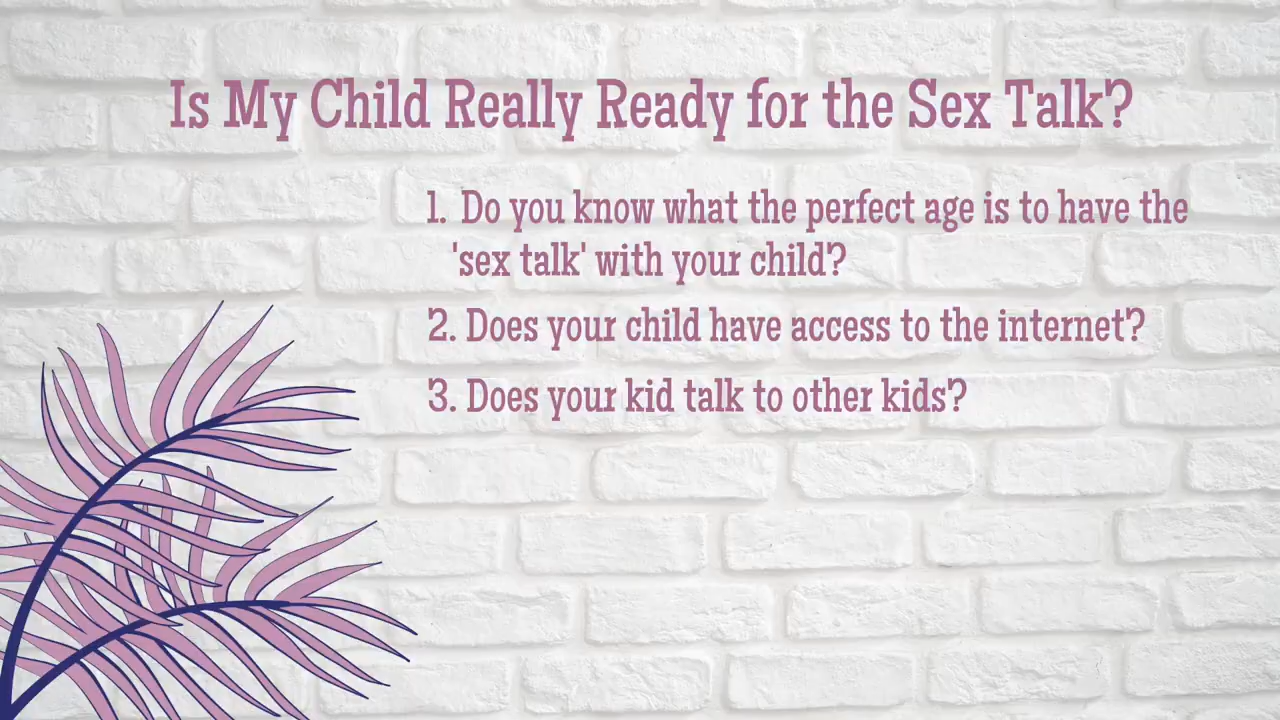 Is My Child Really Ready for the Sex Talk?
1. Do you know what the perfect age is to have the
'sex talk' with your child?
2. Does your child have access to the internet?
3. Does your kid talk to other kids?